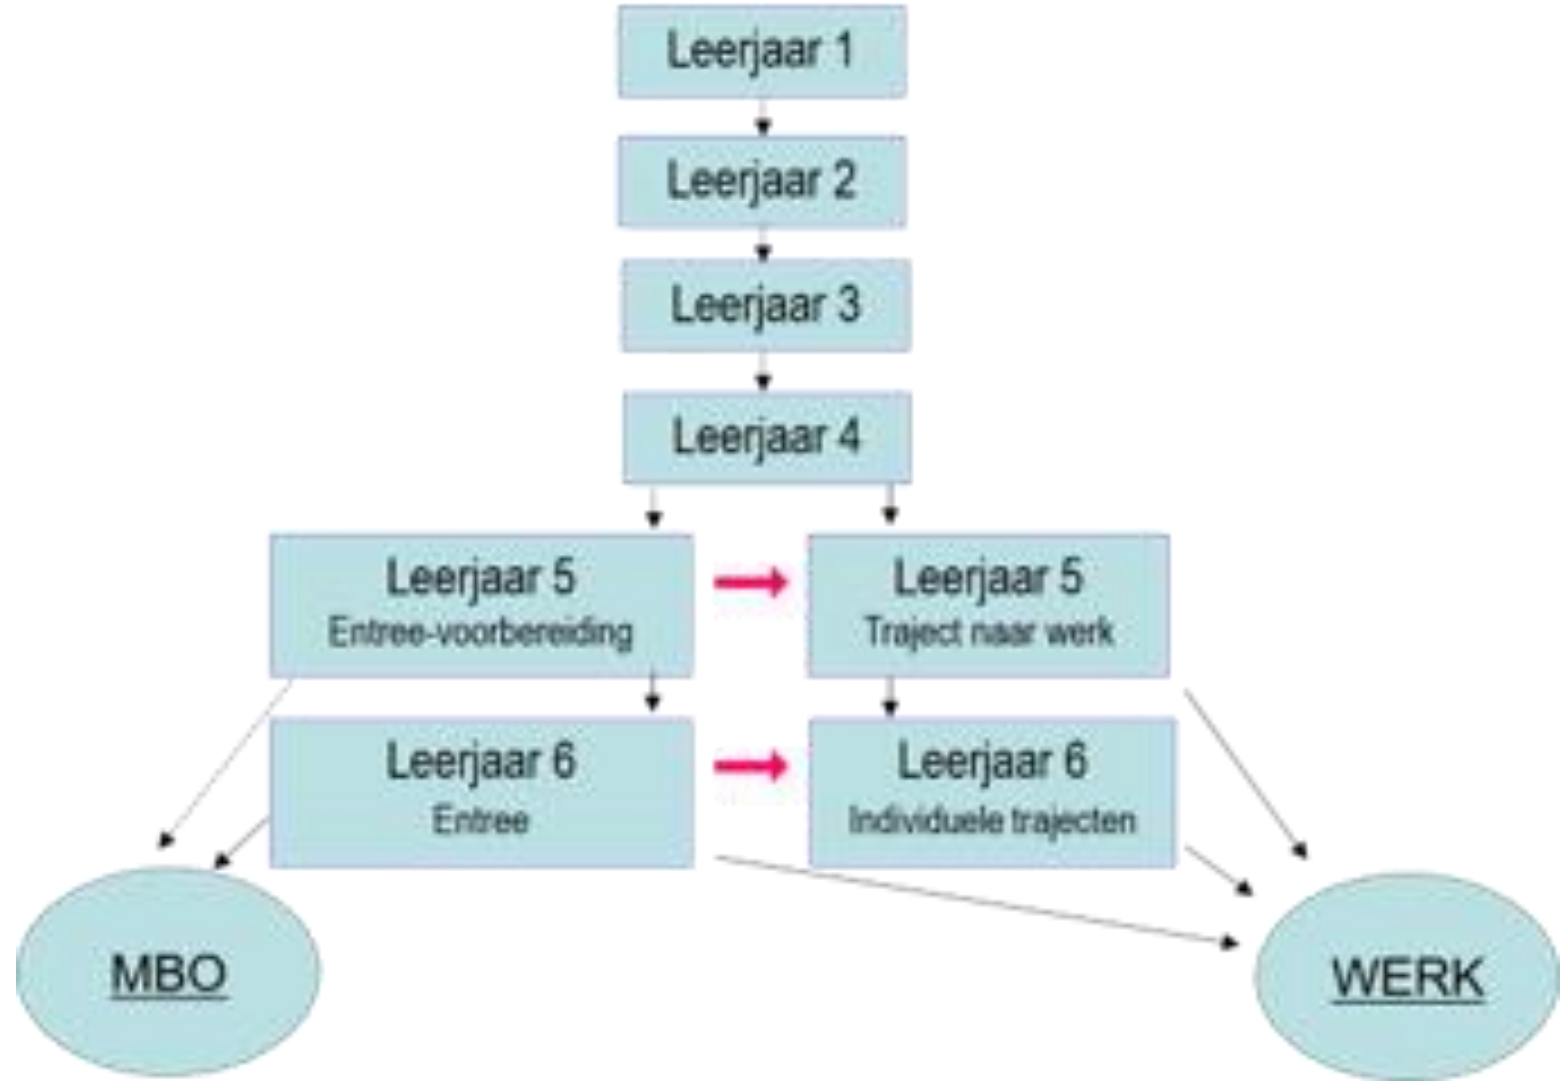 Leerjaar 1
Leerjaar 2
Leerjaar 3
Leerjaar 4
Leerjaar 5
Entree-voorbereiding
Leerjaar 5
Traject naar werk
Leerjaar 6
Entree
Leerjaar 6
Individuele trajecten
MBO
WERK